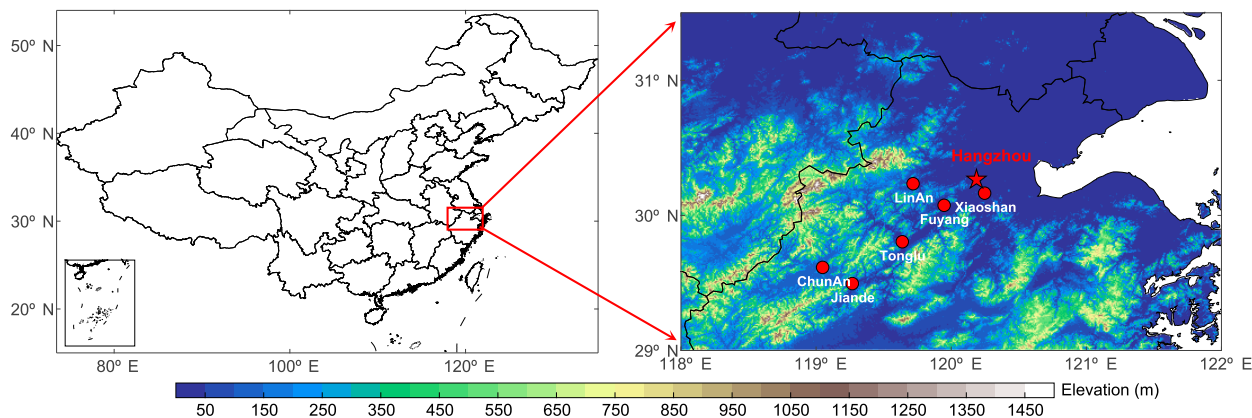 50° N
40° N
30° N
20° N
80° E
100° E
120° E
31° N
30° N
29° N
118° E
119° E
120° E
121° E
122° E
Hangzhou
LinAn
Xiaoshan
Fuyang
Tonglu
ChunAn
Jiande
50 150 250 350 450 550 650 750 850 950 1050 1150 1250 1350 1450 Elevation (m)